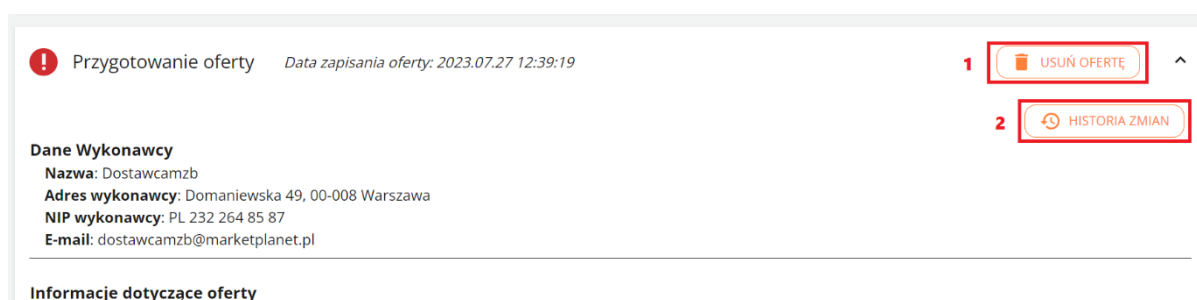 Przygotowanie oferty Data zapisania oferty: 2023.07.27 12:39:19 1 USUŃ OFERTĘ
2 HISTORIA ZMIAN
Dane Wykonawcy
Nazwa: Dostawcamzb
Adres wykonawcy: Domaniewska 49, 00-008 Warszawa
NIP wykonawcy: PL 232 264 85 87
E-mail: dostawcamzb@marketplanet.pl
Informacje dotyczące oferty